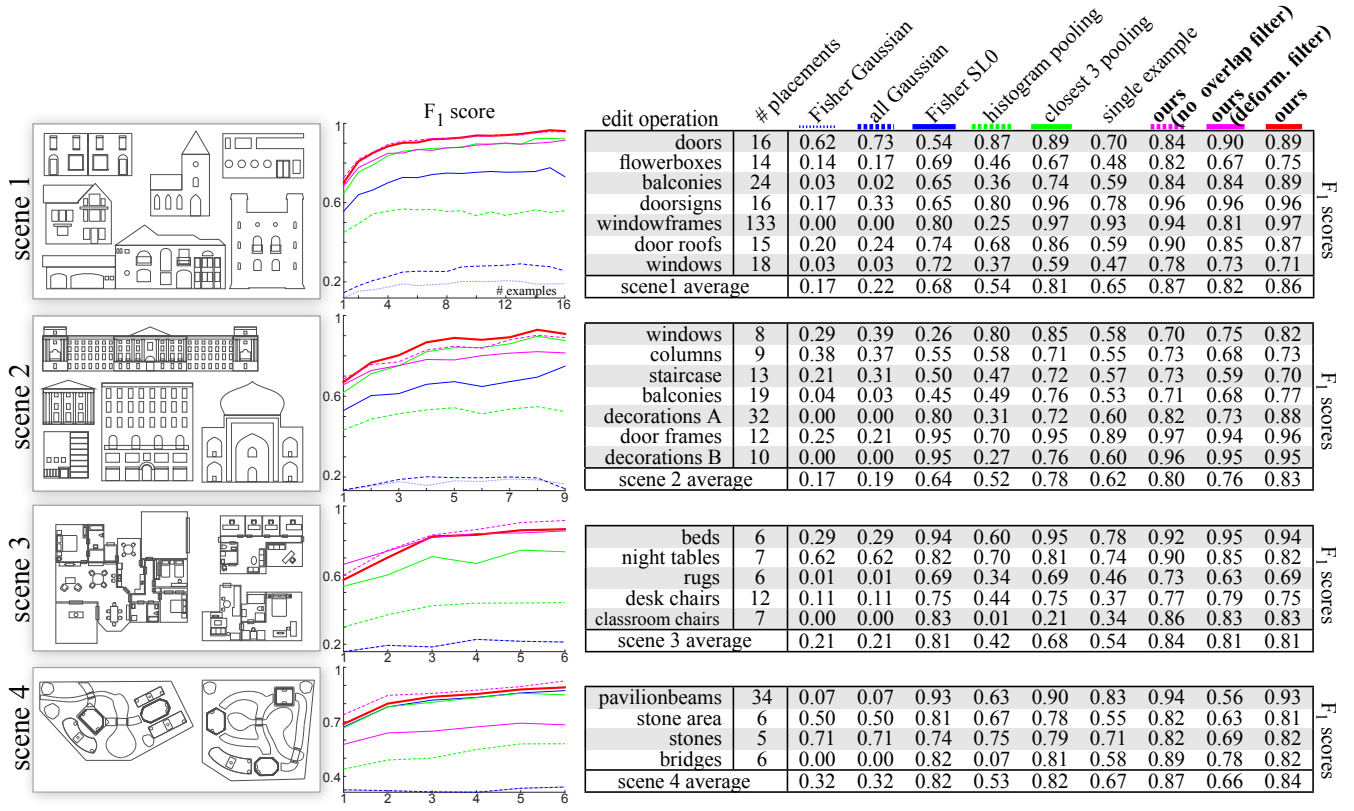 F1 score
edit operation # placements Fisher Gaussian all Gaussian Fisher SL0 histogram pooling closest 3 pooling single example ours (no overlap filter) ours (deform. filter) ours
scene 1
1
0.6
0.2
# examples
1 4 8 12 16
doors 16 0.62 0.73 0.54 0.87 0.89 0.70 0.84 0.90 0.89
flowerboxes 14 0.14 0.17 0.69 0.46 0.67 0.48 0.82 0.67 0.75
balconies 24 0.03 0.02 0.65 0.36 0.74 0.59 0.84 0.84 0.89
doorsigns 16 0.17 0.33 0.65 0.80 0.96 0.78 0.96 0.96 0.96
windowframes 133 0.00 0.00 0.80 0.25 0.97 0.93 0.94 0.81 0.97
door roofs 15 0.20 0.24 0.74 0.68 0.86 0.59 0.90 0.85 0.87
windows 18 0.03 0.03 0.72 0.37 0.59 0.47 0.78 0.73 0.71
scene1 average 0.17 0.22 0.68 0.54 0.81 0.65 0.87 0.82 0.86
F1 scores
scene 2
1
0.6
0.2
1 3 5 7 9
windows 8 0.29 0.39 0.26 0.80 0.85 0.58 0.70 0.75 0.82
columns 9 0.38 0.37 0.55 0.58 0.71 0.55 0.73 0.68 0.73
staircase 13 0.21 0.31 0.50 0.47 0.72 0.57 0.73 0.59 0.70
balconies 19 0.04 0.03 0.45 0.49 0.76 0.53 0.71 0.68 0.77
decorations A 32 0.00 0.00 0.80 0.31 0.72 0.60 0.82 0.73 0.88
door frames 12 0.25 0.21 0.95 0.70 0.95 0.89 0.97 0.94 0.96
decorations B 10 0.00 0.00 0.95 0.27 0.76 0.60 0.96 0.95 0.95
scene 2 average 0.17 0.19 0.64 0.52 0.78 0.62 0.80 0.76 0.83
F1 scores
scene 3
1
0.6
0.2
1 2 3 4 5 6
beds 6 0.29 0.29 0.94 0.60 0.95 0.78 0.92 0.95 0.94
night tables 7 0.62 0.62 0.82 0.70 0.81 0.74 0.90 0.85 0.82
rugs 6 0.01 0.01 0.69 0.34 0.69 0.46 0.73 0.63 0.69
desk chairs 12 0.11 0.11 0.75 0.44 0.75 0.37 0.77 0.79 0.75
classroom chairs 7 0.00 0.00 0.83 0.01 0.21 0.34 0.86 0.83 0.83
scene 3 average 0.21 0.21 0.81 0.42 0.68 0.54 0.84 0.81 0.81
F1 scores
scene 4
1
0.7
0.4
1 2 3 4 5 6
pavilionbeams 34 0.07 0.07 0.93 0.63 0.90 0.83 0.94 0.56 0.93
stone area 6 0.50 0.50 0.81 0.67 0.78 0.55 0.82 0.63 0.81
stones 5 0.71 0.71 0.74 0.75 0.79 0.71 0.82 0.69 0.82
bridges 6 0.00 0.00 0.82 0.07 0.81 0.58 0.89 0.78 0.82
scene 4 average 0.32 0.32 0.82 0.53 0.82 0.67 0.87 0.66 0.84
F1 scores